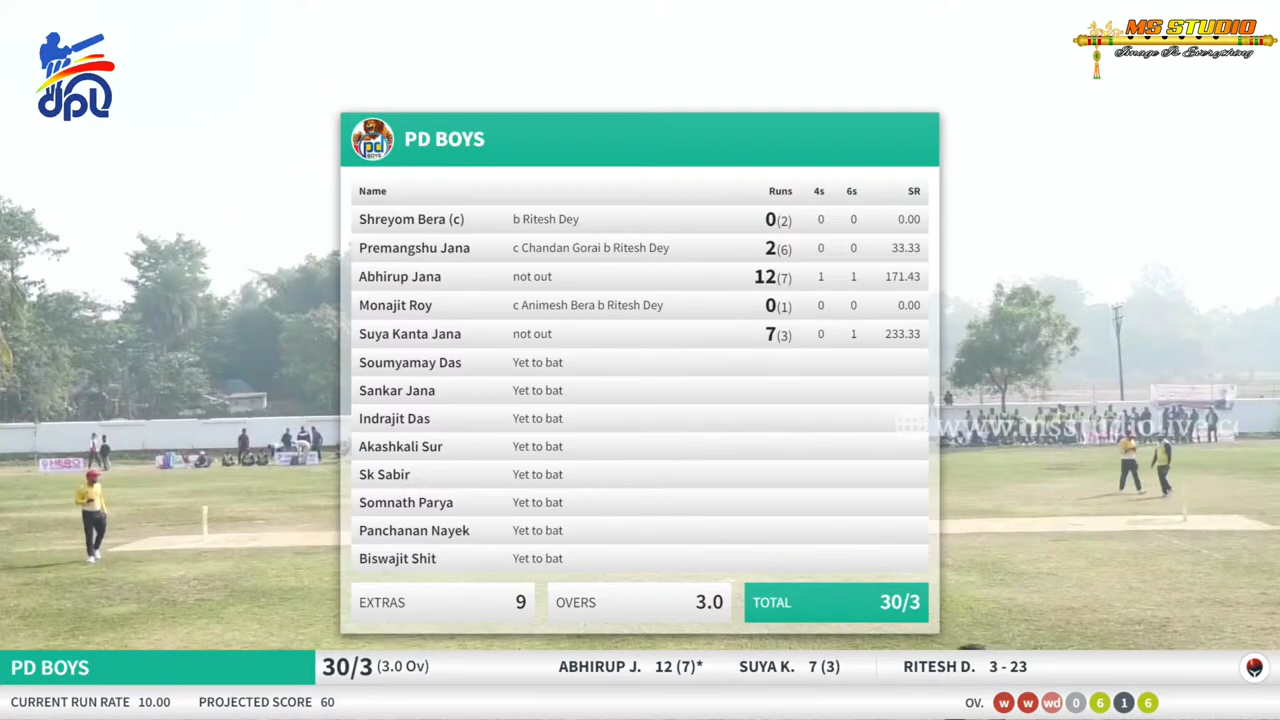 dpl
MS STUDIO
Image Is Everything
pd
BOYS
PD BOYS
Name Runs 4s 6s SR
Shreyom Bera (c) b Ritesh Dey 0(2) 0 0 0.00
Premangshu Jana c Chandan Gorai b Ritesh Dey 2(6) 0 0 33.33
Abhirup Jana not out 12(7) 1 1 171.43
Monajit Roy c Animesh Bera b Ritesh Dey 0(1) 0 0 0.00
Suya Kanta Jana not out 7(3) 0 1 233.33
Soumyamay Das Yet to bat
Sankar Jana Yet to bat
Indrajit Das Yet to bat
Akashkali Sur Yet to bat
Sk Sabir Yet to bat
Somnath Parya Yet to bat
Panchanan Nayek Yet to bat
Biswajit Shit Yet to bat
www.msstudiolive.c
HERO
EXTRAS 9 OVERS 3.0 TOTAL 30/3
PD BOYS 30/3 (3.0 Ov) ABHIRUP J. 12 (7)* SUYA K. 7 (3) RITESH D. 3 - 23
CURRENT RUN RATE 10.00 PROJECTED SCORE 60 OV. w w wd 0 6 1 6